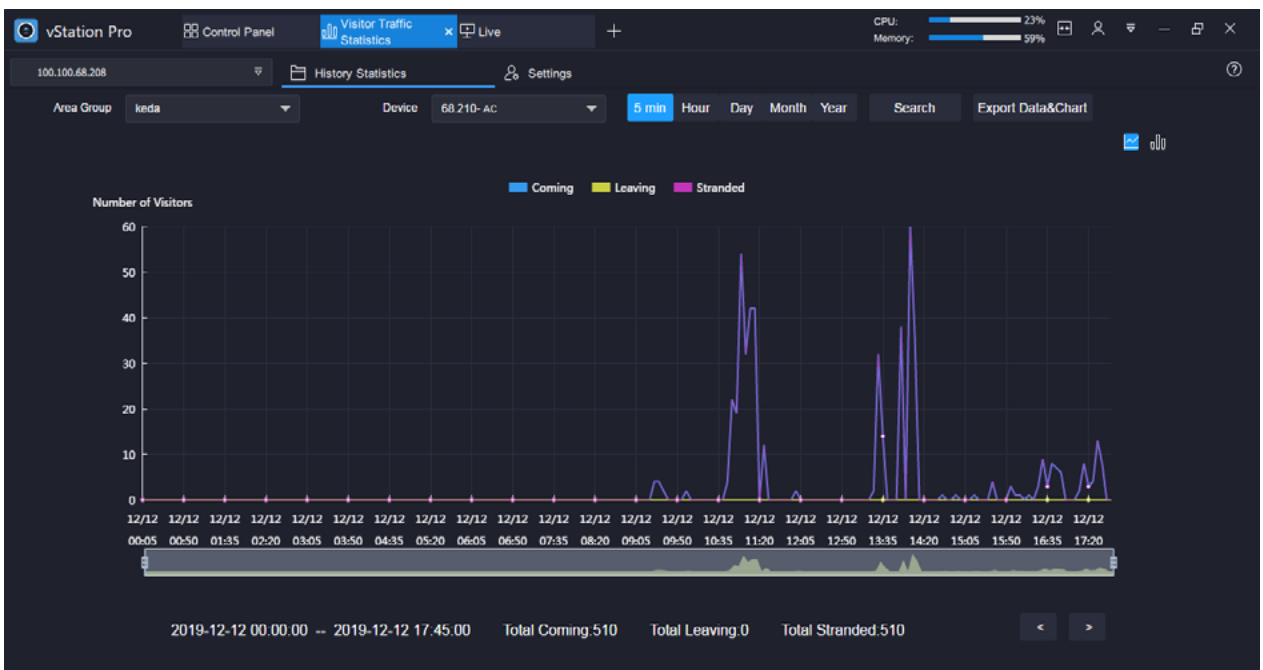 vStation Pro Control Panel Visitor Traffic Statistics × Live + CPU: 23% Memory: 59%
100.100.68.208 History Statistics Settings
Area Group keda Device 68.210- AC 5 min Hour Day Month Year Search Export Data&Chart
Coming Leaving Stranded
Number of Visitors
60
50
40
30
20
10
0
12/12 12/12 12/12 12/12 12/12 12/12 12/12 12/12 12/12 12/12 12/12 12/12 12/12 12/12 12/12 12/12 12/12 12/12 12/12 12/12 12/12 12/12 12/12 12/12
00:05 00:50 01:35 02:20 03:05 03:50 04:35 05:20 06:05 06:50 07:35 08:20 09:05 09:50 10:35 11:20 12:05 12:50 13:35 14:20 15:05 15:50 16:35 17:20
2019-12-12 00:00:00 -- 2019-12-12 17:45:00 Total Coming:510 Total Leaving:0 Total Stranded:510 < >